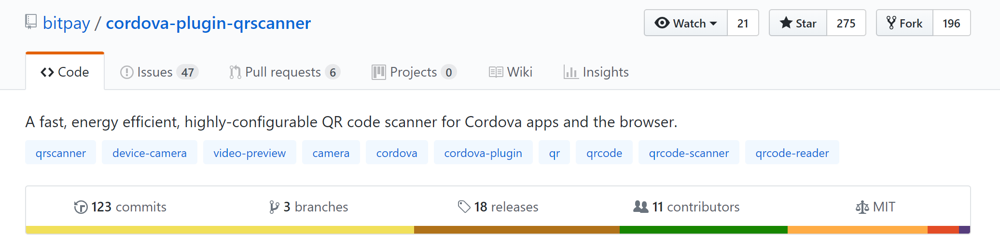 bitpay / cordova-plugin-qrscanner Watch 21 Star 275 Fork 196
Code Issues 47 Pull requests 6 Projects 0 Wiki Insights
A fast, energy efficient, highly-configurable QR code scanner for Cordova apps and the browser.
qrscanner device-camera video-preview camera cordova cordova-plugin qr qrcode qrcode-scanner qrcode-reader
123 commits 3 branches 18 releases 11 contributors MIT